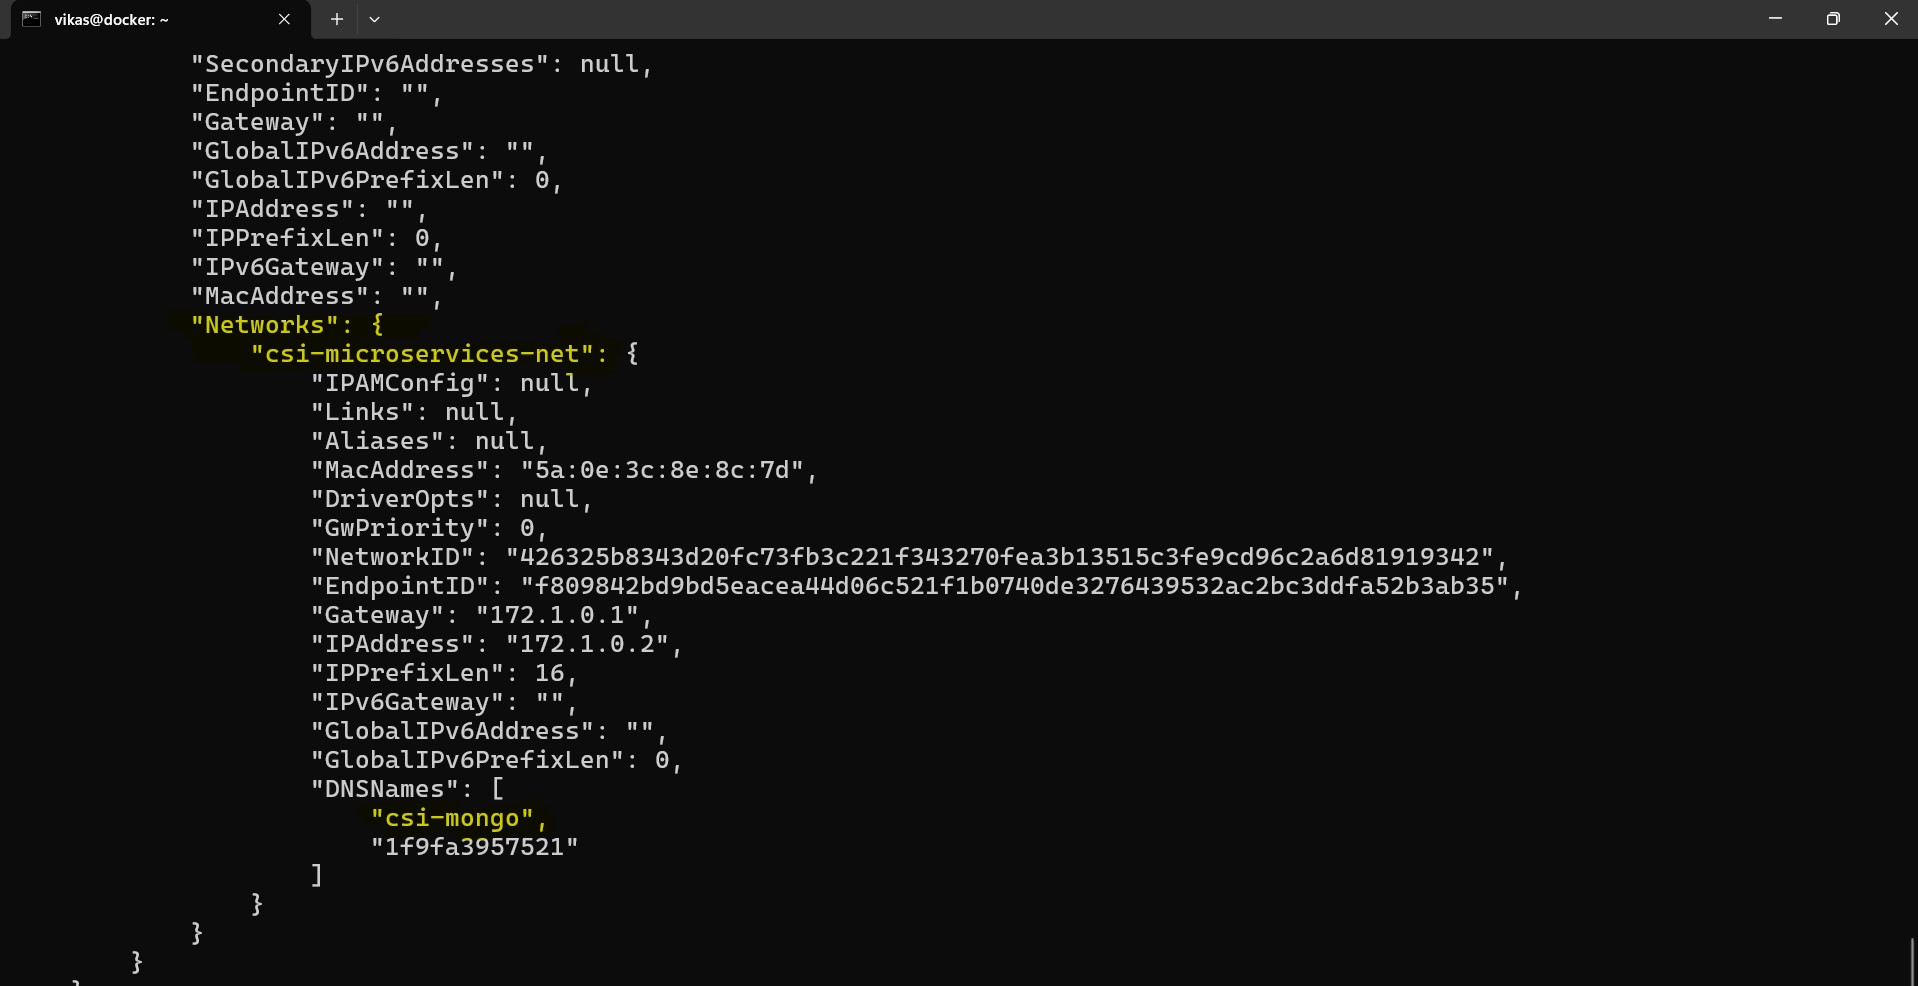 vikas@docker: ~
"SecondaryIPv6Addresses": null,
"EndpointID": "",
"Gateway": "",
"GlobalIPv6Address": "",
"GlobalIPv6PrefixLen": 0,
"IPAddress": "",
"IPPrefixLen": 0,
"IPv6Gateway": "",
"MacAddress": "",
"Networks": {
"csi-microservices-net": {
"IPAMConfig": null,
"Links": null,
"Aliases": null,
"MacAddress": "5a:0e:3c:8e:8c:7d",
"DriverOpts": null,
"GwPriority": 0,
"NetworkID": "426325b8343d20fc73fb3c221f343270fea3b13515c3fe9cd96c2a6d81919342",
"EndpointID": "f809842bd9bd5eacea44d06c521f1b0740de3276439532ac2bc3ddfa52b3ab35",
"Gateway": "172.1.0.1",
"IPAddress": "172.1.0.2",
"IPPrefixLen": 16,
"IPv6Gateway": "",
"GlobalIPv6Address": "",
"GlobalIPv6PrefixLen": 0,
"DNSNames": [
"csi-mongo",
"1f9fa3957521"
]
}
}
}